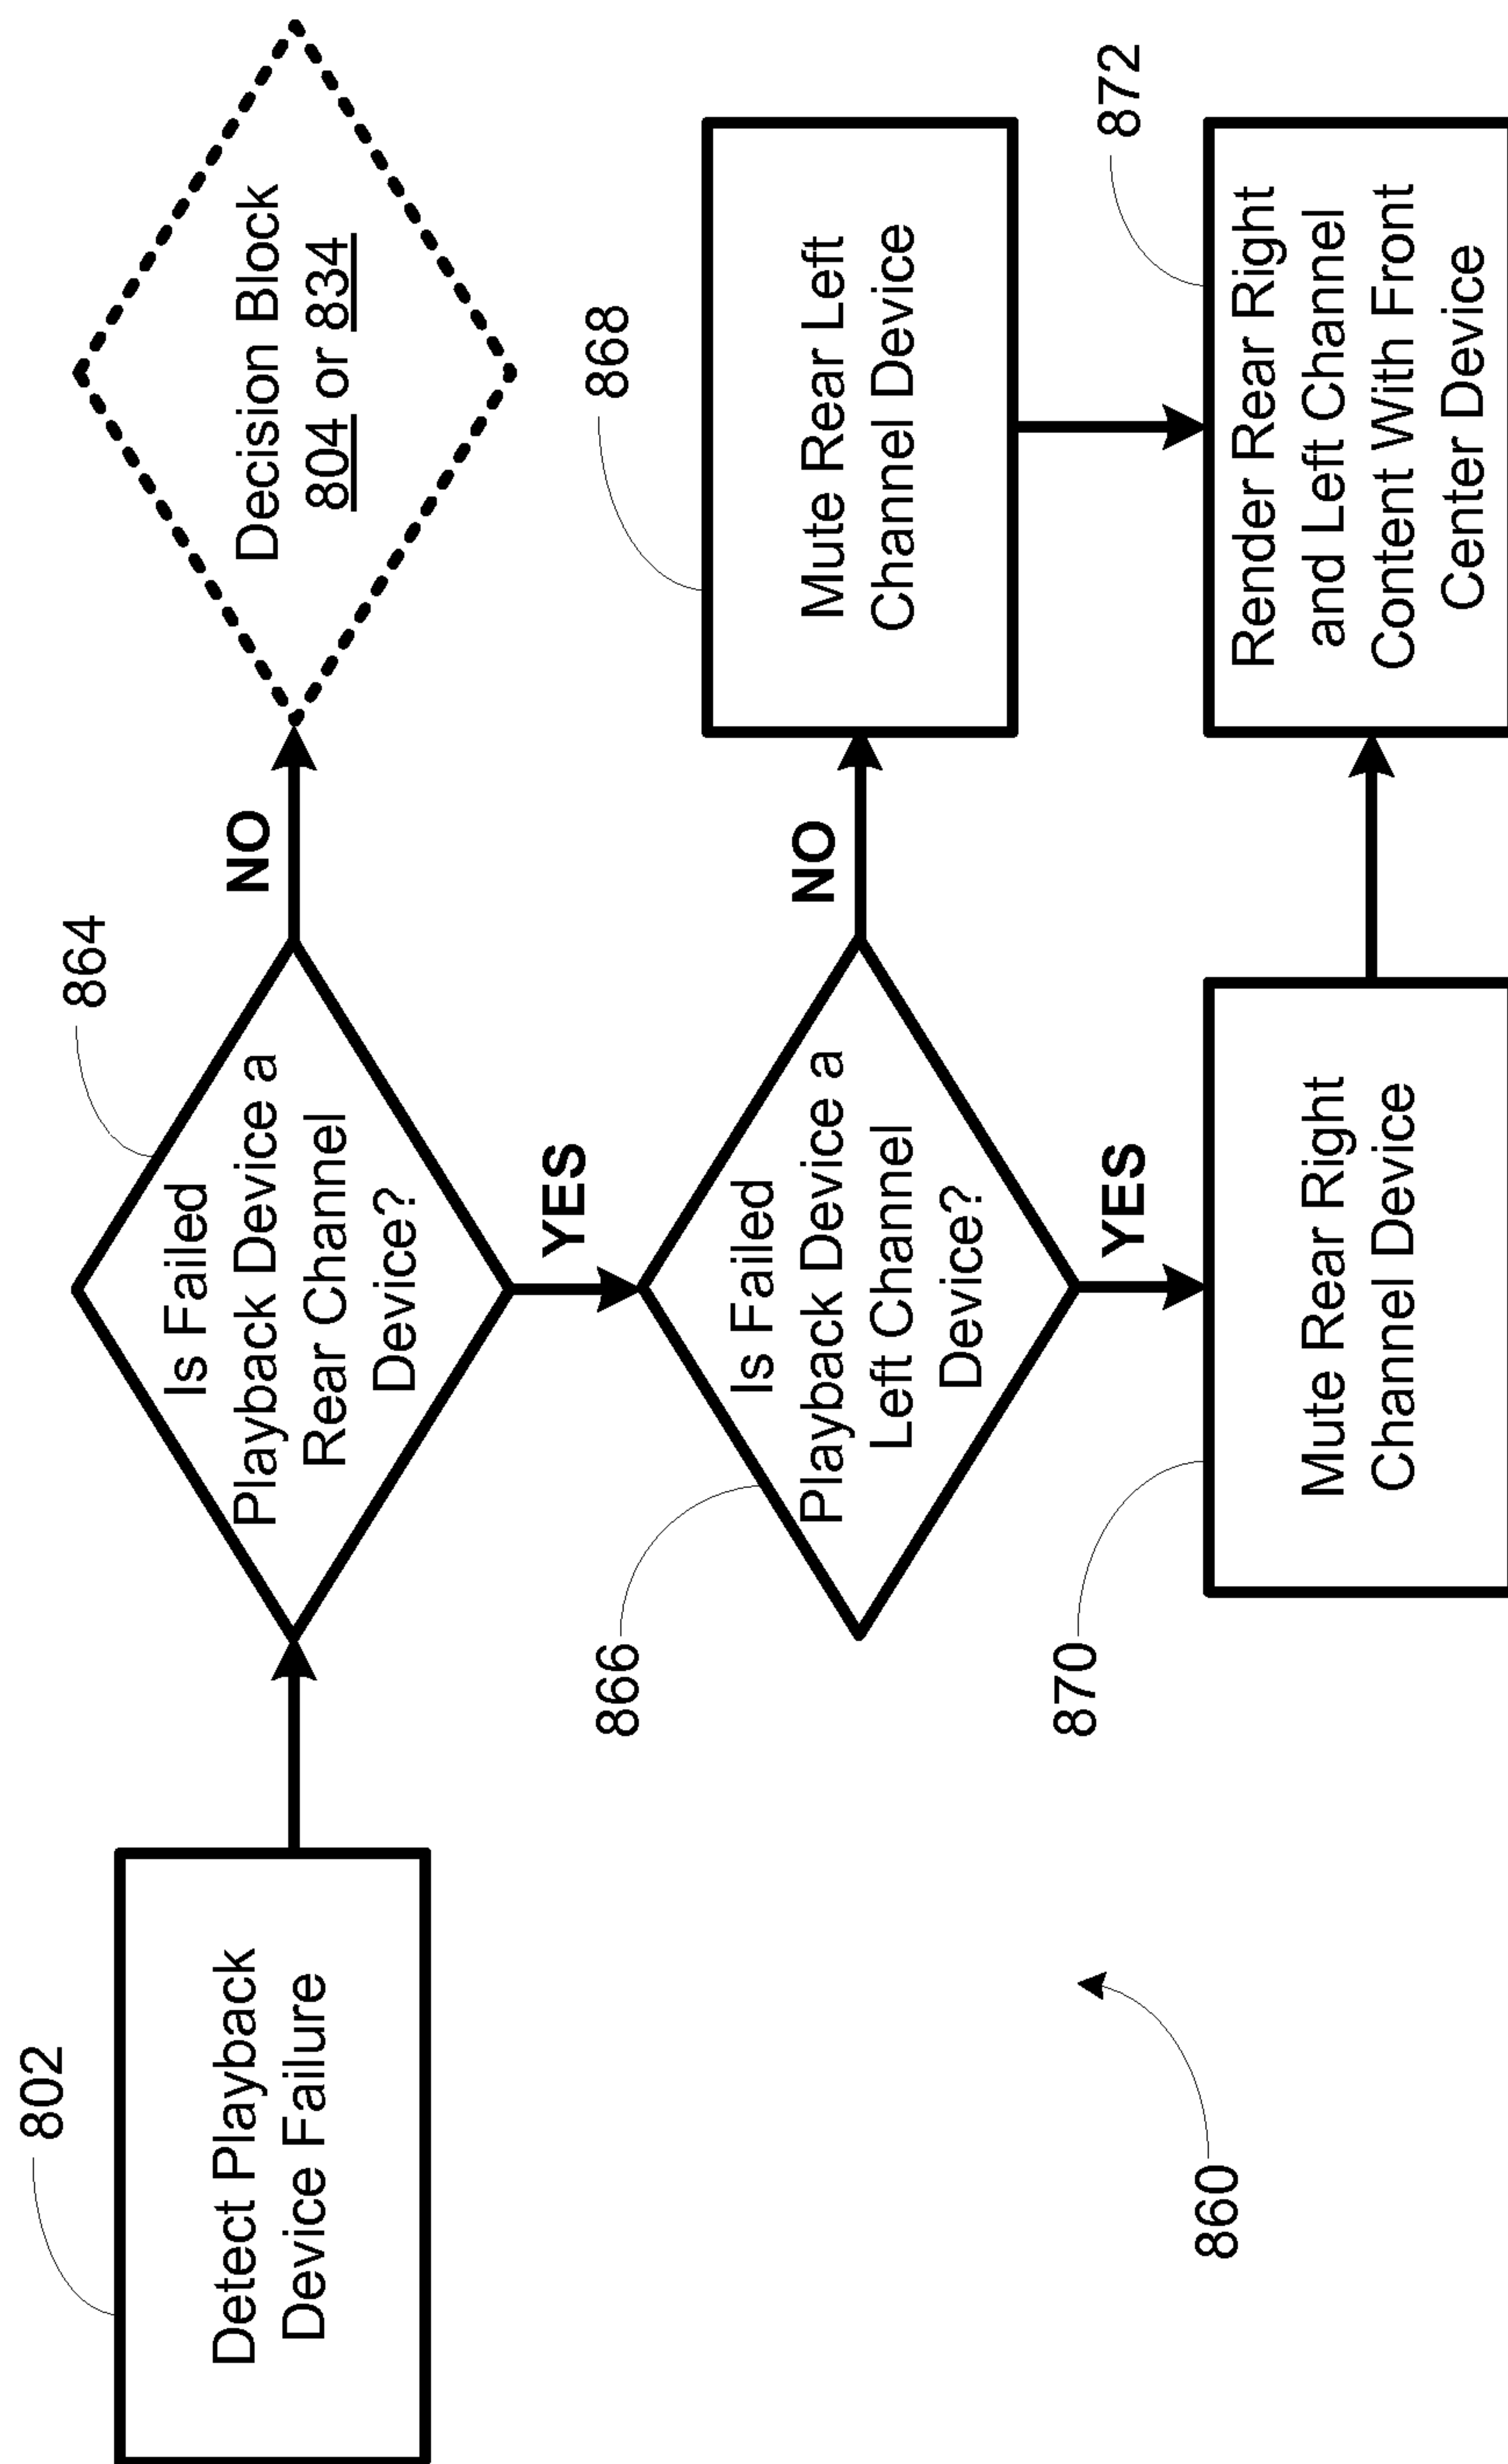 802
Detect Playback
Device Failure
864
Is Failed
Playback Device a
Rear Channel
Device?
NO
Decision Block
804 or 834
YES
866
Is Failed
Playback Device a
Left Channel
Device?
NO
868
Mute Rear Left
Channel Device
YES
870
Mute Rear Right
Channel Device
872
Render Rear Right
and Left Channel
Content With Front
Center Device
860